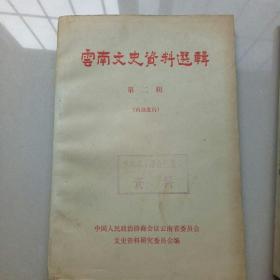 雲南文史資料選輯
第二辑
(内部发行)
中国人民政治协商会议云南省委员会
文史资料研究委员会编